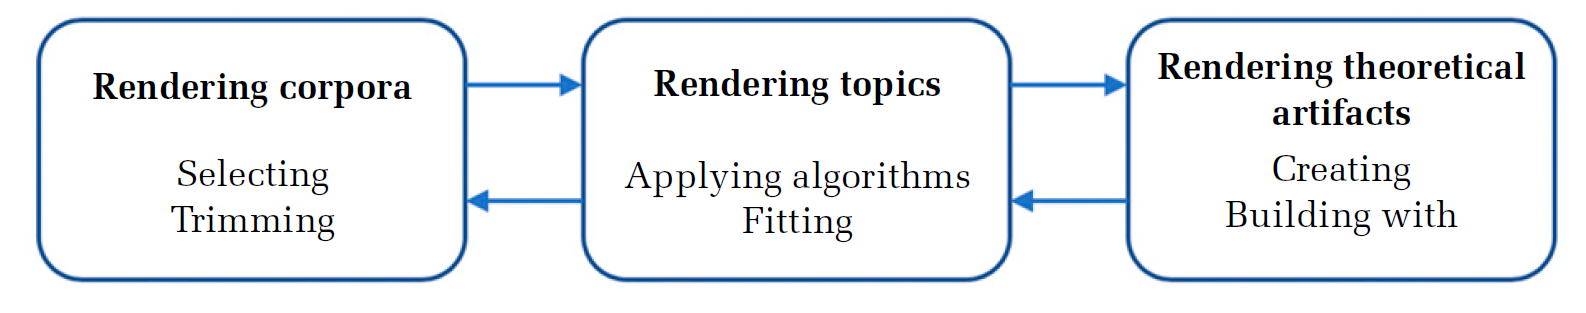 Rendering corpora
Selecting
Trimming
Rendering topics
Applying algorithms
Fitting
Rendering theoretical
artifacts
Creating
Building with